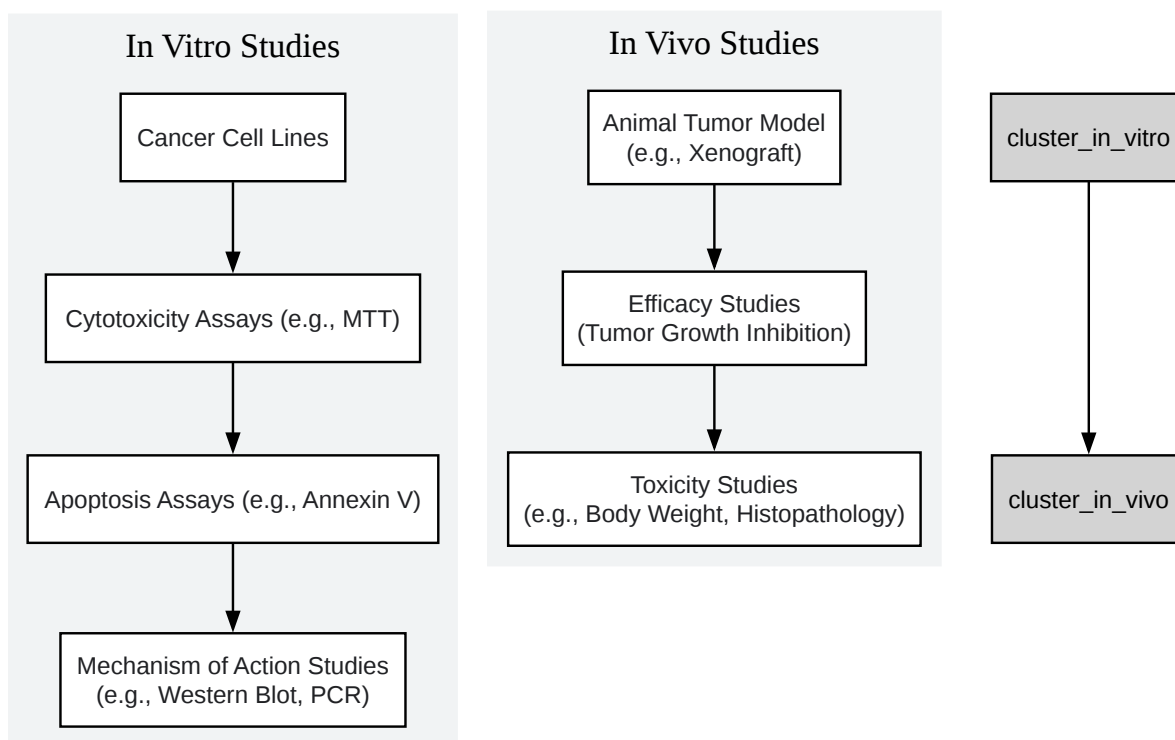 In Vitro Studies
Cancer Cell Lines
Cytotoxicity Assays (e.g., MTT)
Apoptosis Assays (e.g., Annexin V)
Mechanism of Action Studies
(e.g., Western Blot, PCR)
In Vivo Studies
Animal Tumor Model
(e.g., Xenograft)
Efficacy Studies
(Tumor Growth Inhibition)
Toxicity Studies
(e.g., Body Weight, Histopathology)
cluster_in_vitro
cluster_in_vivo